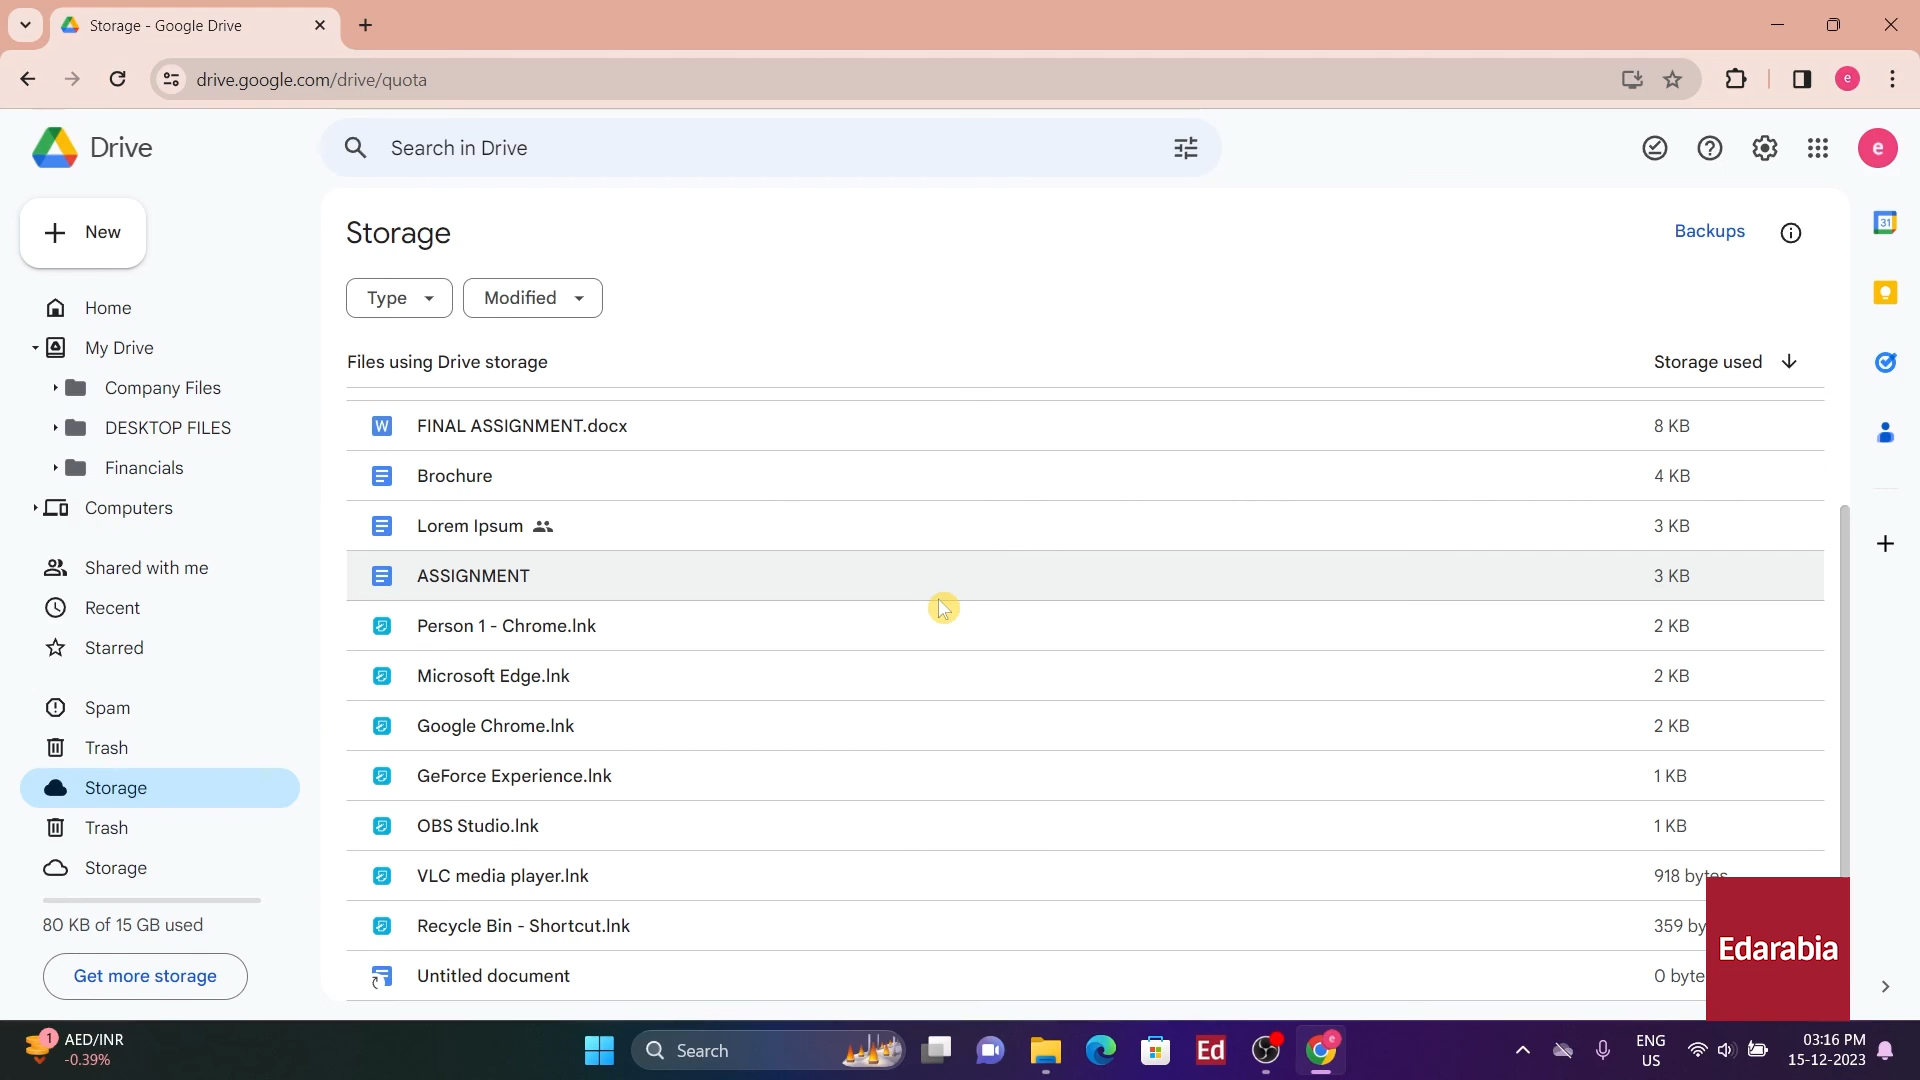 Storage - Google Drive
drive.google.com/drive/quota
e
Drive
Search in Drive
e
New
Storage
Backups
31
Type
Modified
Home
My Drive
Company Files
DESKTOP FILES
Financials
Computers
Shared with me
Recent
Starred
Spam
Trash
Storage
Trash
Storage
80 KB of 15 GB used
Get more storage
Files using Drive storage
Storage used
W FINAL ASSIGNMENT.docx 8 KB
Brochure 4 KB
Lorem Ipsum 3 KB
ASSIGNMENT 3 KB
Person 1 - Chrome.lnk 2 KB
Microsoft Edge.lnk 2 KB
Google Chrome.lnk 2 KB
GeForce Experience.lnk 1 KB
OBS Studio.lnk 1 KB
VLC media player.lnk 918 bytes
Recycle Bin - Shortcut.lnk 359 by
Untitled document 0 byte
Edarabia
1
AED/INR
-0.39%
Search
Ed
e
ENG
US
03:16 PM
15-12-2023